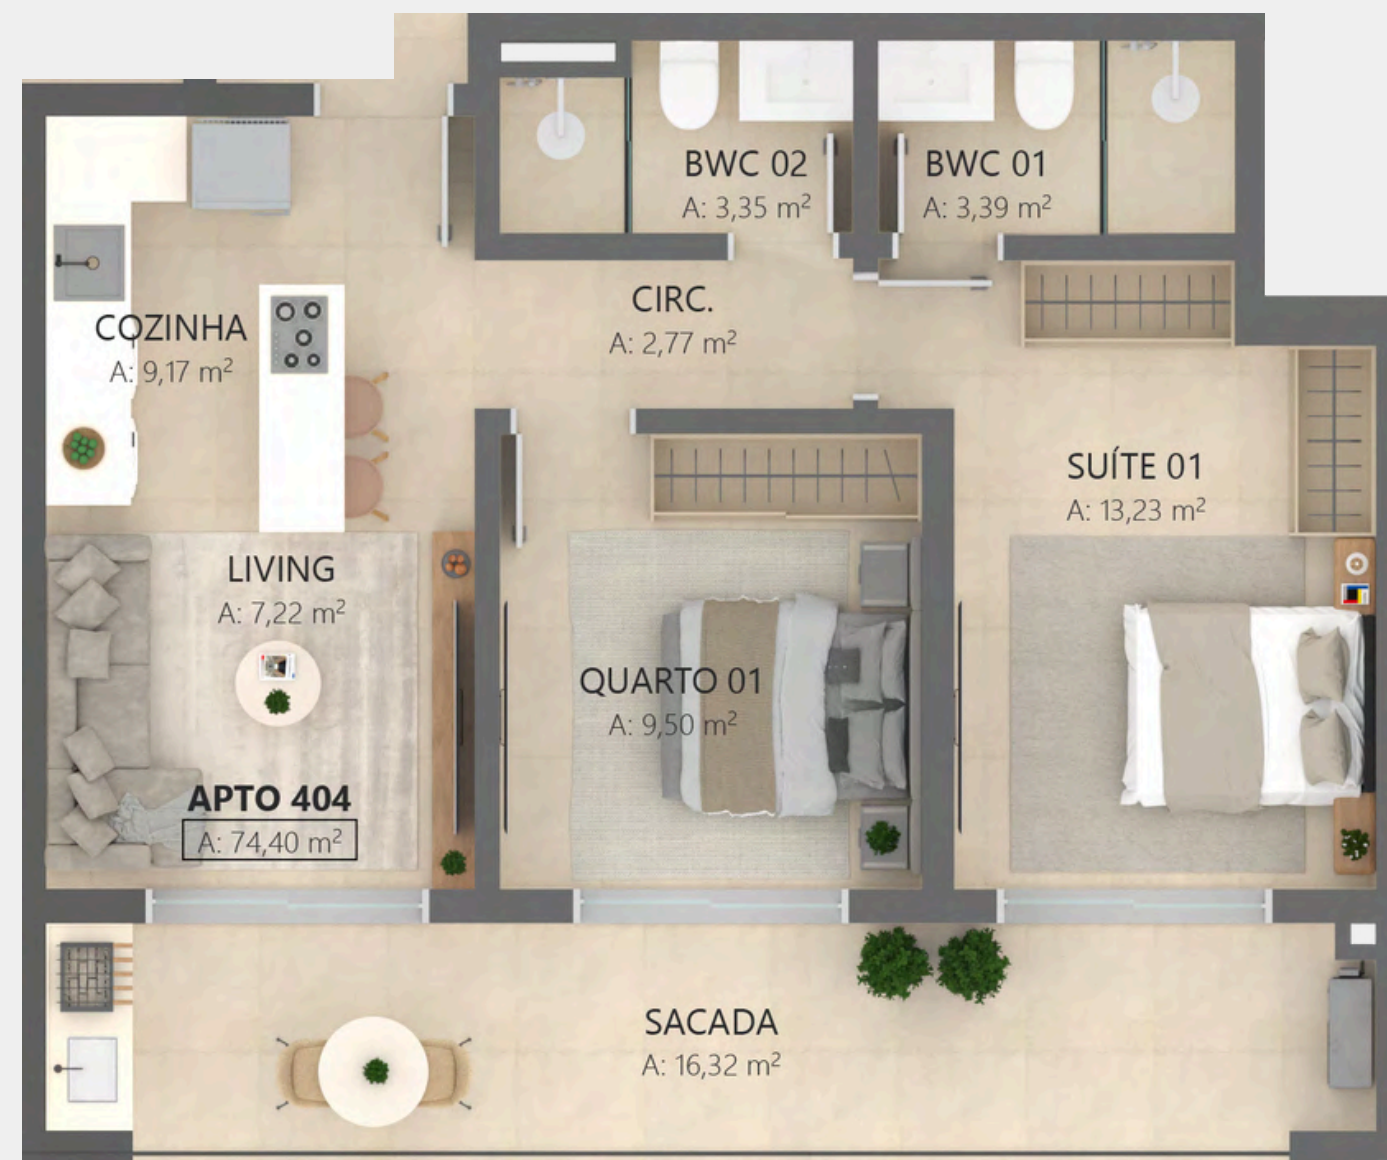 BWC 02
A: 3,35 m²
BWC 01
A: 3,39 m²
COZINHA
A: 9,17 m²
CIRC.
A: 2,77 m²
SUÍTE 01
A: 13,23 m²
LIVING
A: 7,22 m²
QUARTO 01
A: 9,50 m²
APTO 404
A: 74,40 m²
SACADA
A: 16,32 m²